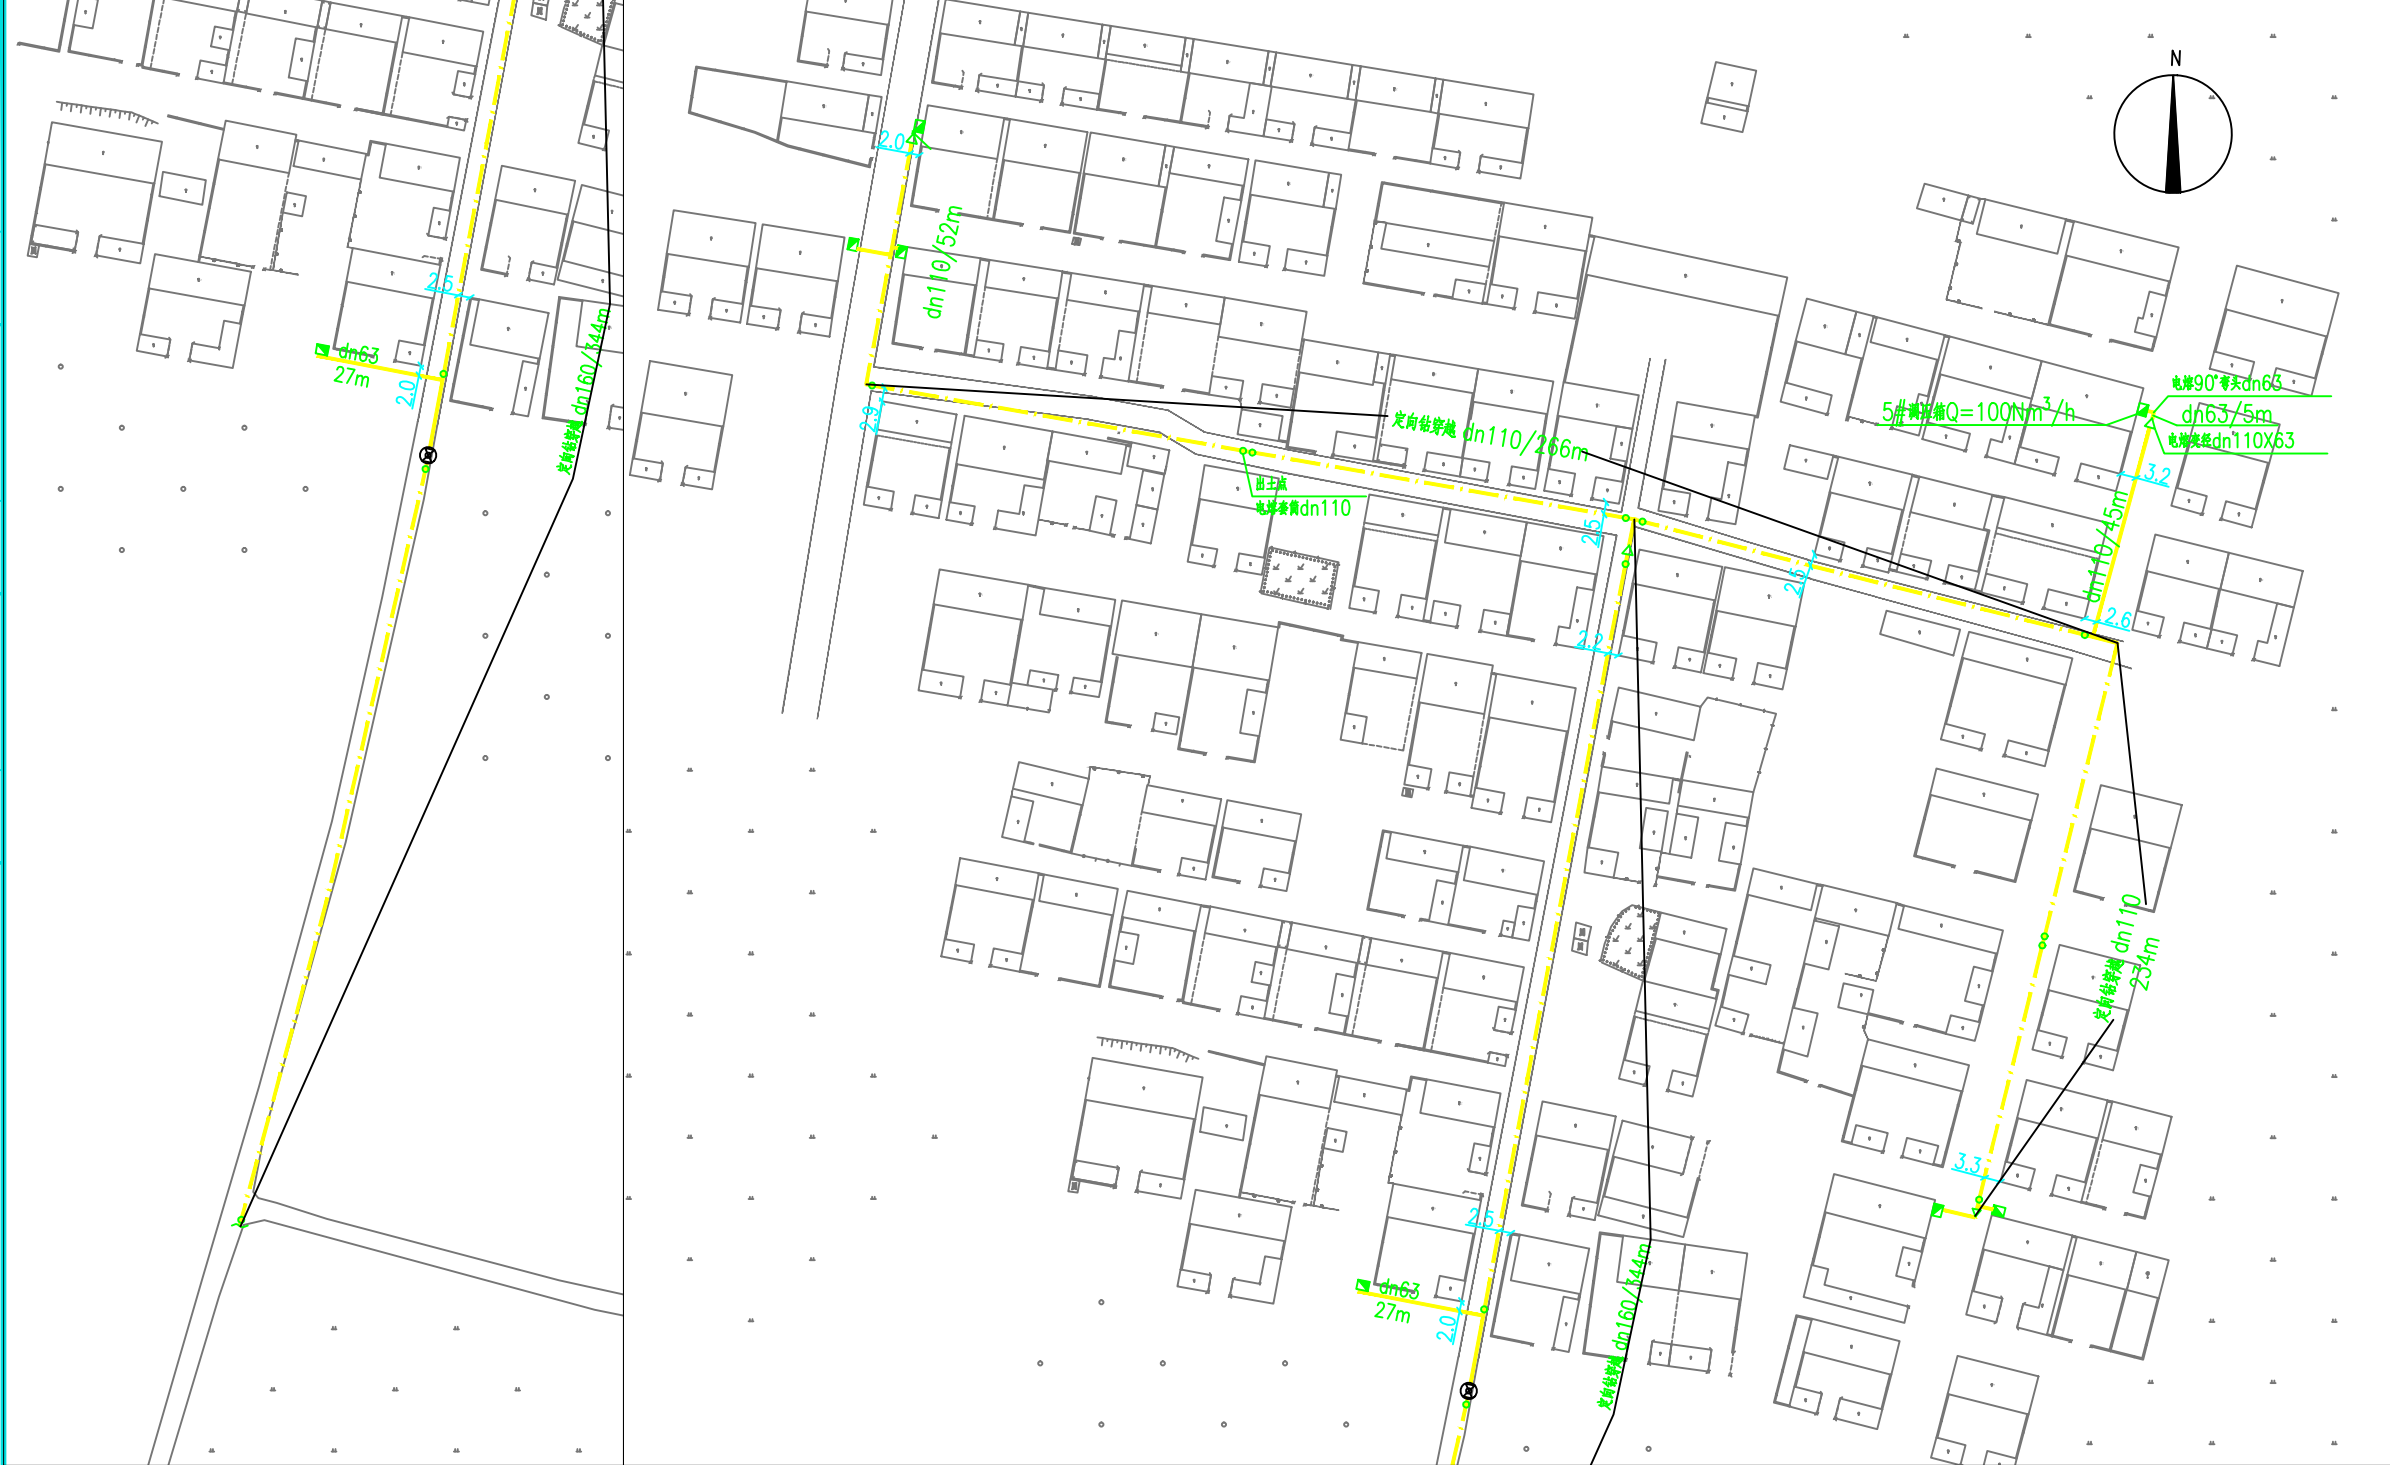 N
2.0
dn110/52m
2.5
dn63
27m
2.0
定向钻穿越 dn160/344m
2.9
定向钻穿越 dn110/266m
出土点
电熔套筒dn110
2.5
2.2
2.5
电熔90°弯头dn63
5#调压箱Q=100Nm³/h
dn63/5m
电熔变径dn110X63
3.2
dn110/45m
2.6
定向钻穿越 dn110
234m
3.3
2.5
dn63
27m
2.0
定向钻穿越 dn160/344m